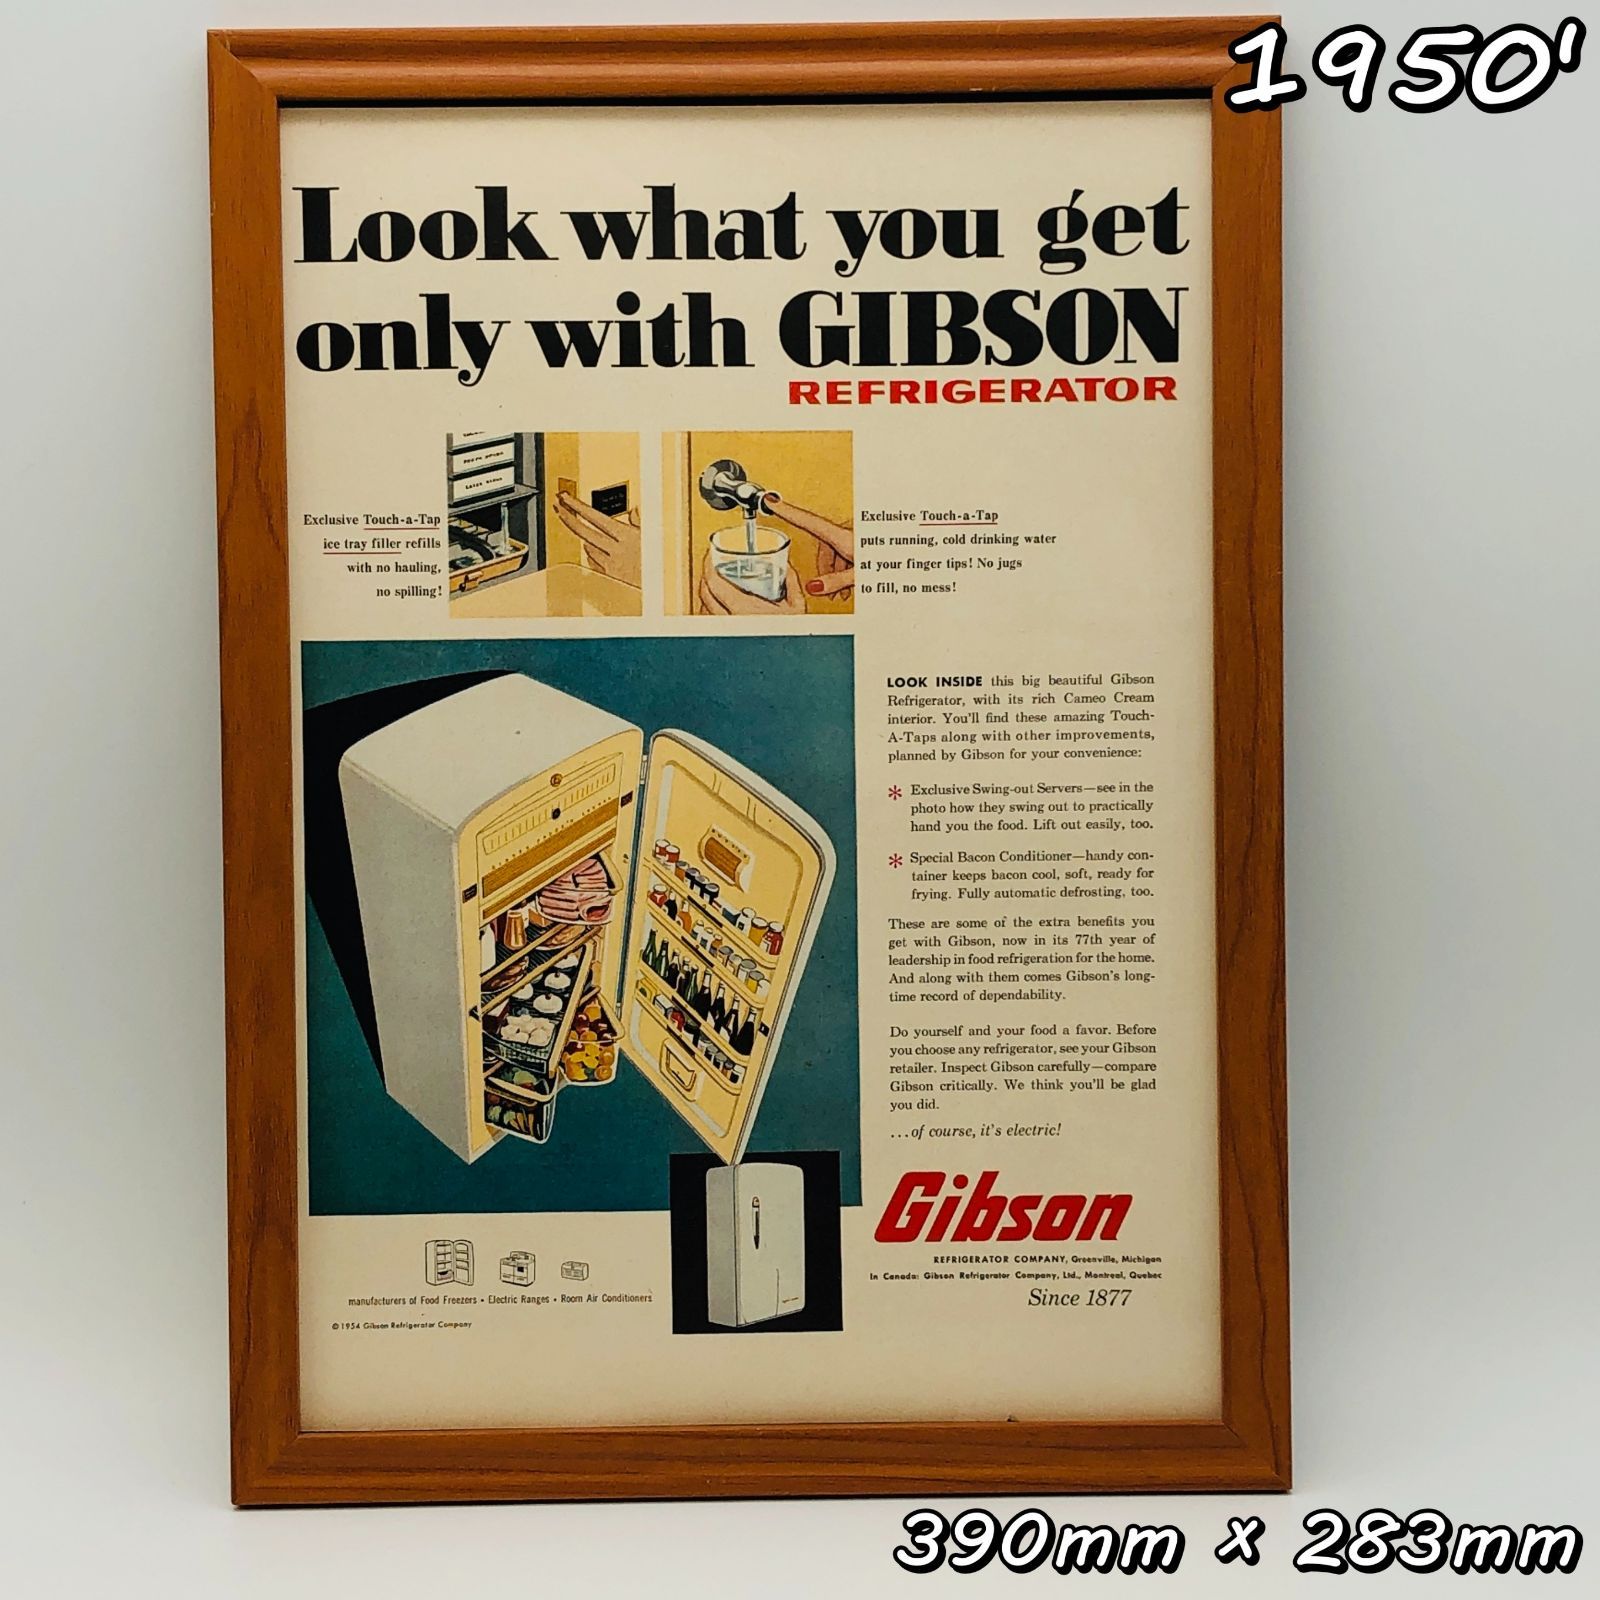 1950'
Look what you get
only with GIBSON
REFRIGERATOR
Exclusive Touch-a-Tap
ice tray filler refills
with no hauling,
no spilling!
Exclusive Touch-a-Tap
puts running, cold drinking water
at your finger tips! No jugs
to fill, no mess!
LOOK INSIDE this big beautiful Gibson
Refrigerator, with its rich Cameo Cream
interior. You'll find these amazing Touch-
A-Taps along with other improvements,
planned by Gibson for your convenience:
* Exclusive Swing-out Servers—see in the
photo how they swing out to practically
hand you the food. Lift out easily, too.
* Special Bacon Conditioner—handy con-
tainer keeps bacon cool, soft, ready for
frying. Fully automatic defrosting, too.
These are some of the extra benefits you
get with Gibson, now in its 77th year of
leadership in food refrigeration for the home.
And along with them comes Gibson's long-
time record of dependability.
Do yourself and your food a favor. Before
you choose any refrigerator, see your Gibson
retailer. Inspect Gibson carefully—compare
Gibson critically. We think you'll be glad
you did.
...of course, it's electric!
Gibson
REFRIGERATOR COMPANY, Greenville, Michigan
In Canada: Gibson Refrigerator Company, Ltd., Montreal, Quebec
Since 1877
manufacturers of Food Freezers • Electric Ranges • Room Air Conditioners
© 1954 Gibson Refrigerator Company
390mm x 283mm